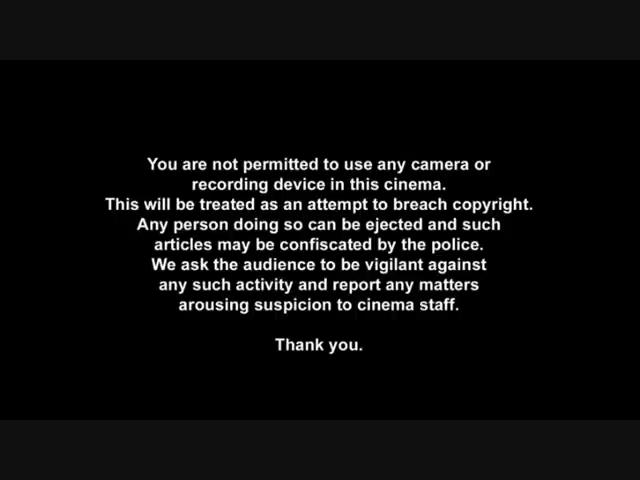 You are not permitted to use any camera or
recording device in this cinema.
This will be treated as an attempt to breach copyright.
Any person doing so can be ejected and such
articles may be confiscated by the police.
We ask the audience to be vigilant against
any such activity and report any matters
arousing suspicion to cinema staff.
Thank you.